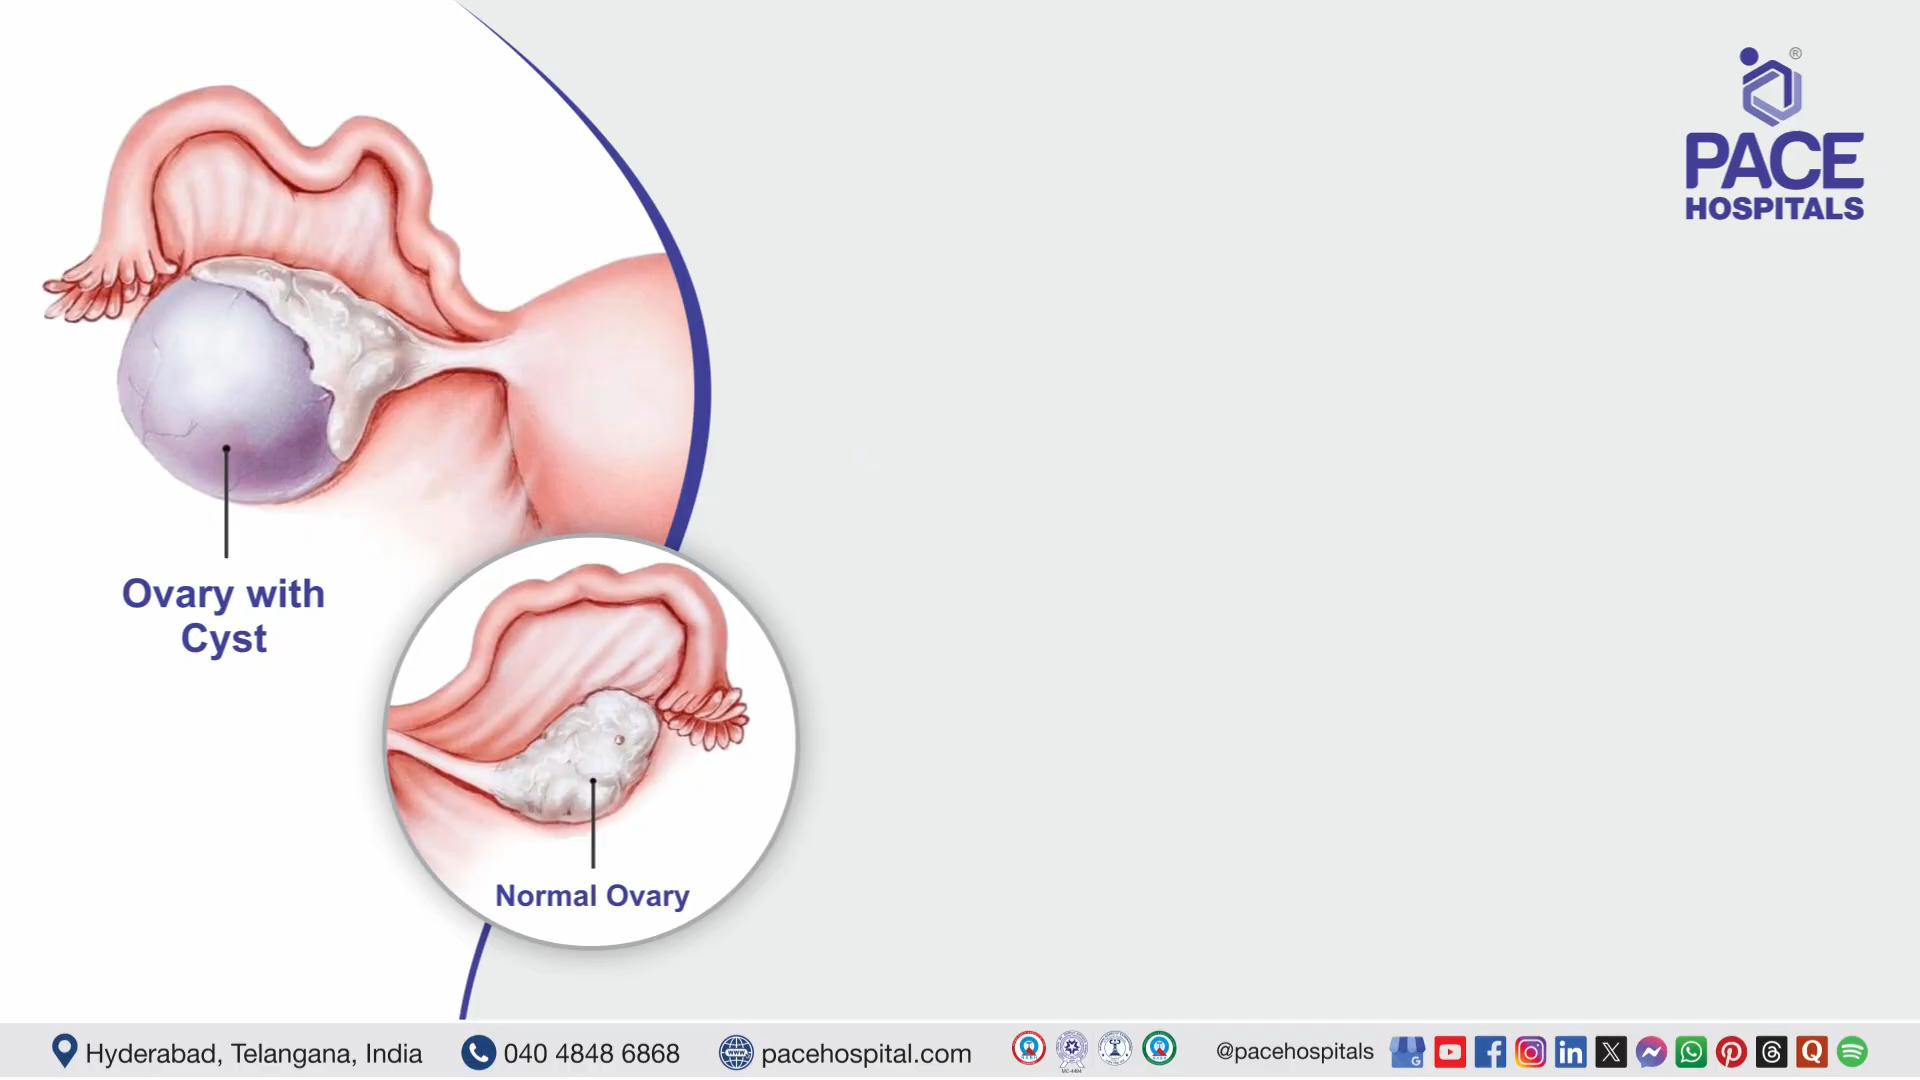 ®
PACE
HOSPITALS
Ovary with
Cyst
Normal Ovary
Hyderabad, Telangana, India
040 4848 6868
pacehospital.com
@pacehospitals